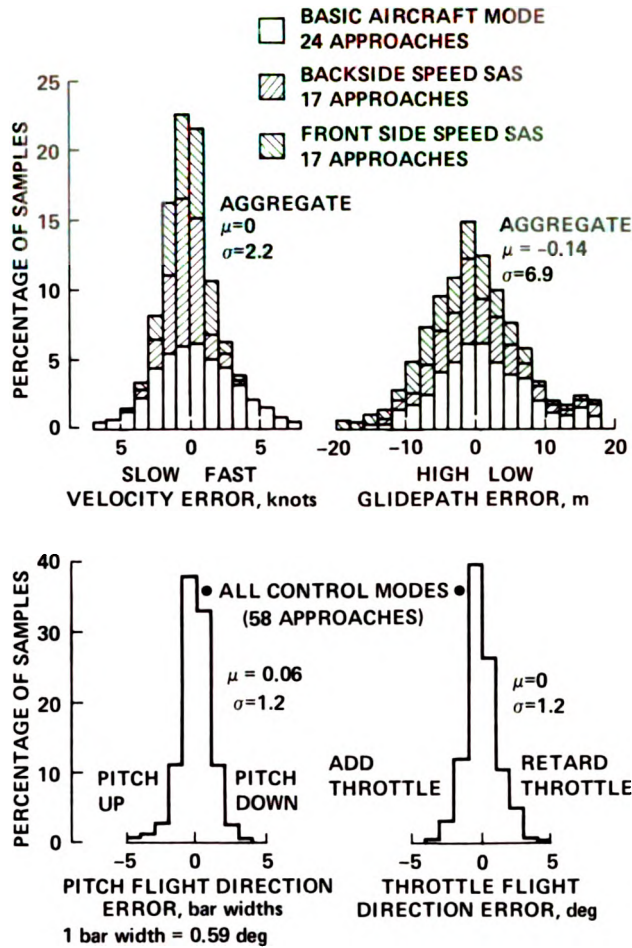 BASIC AIRCRAFT MODE
24 APPROACHES
BACKSIDE SPEED SAS
17 APPROACHES
FRONT SIDE SPEED SAS
17 APPROACHES
PERCENTAGE OF SAMPLES
25
20
15
10
5
0
AGGREGATE
μ=0
σ=2.2
5 0 5
SLOW FAST
VELOCITY ERROR, knots
AGGREGATE
μ = -0.14
σ=6.9
-20 -10 0 10 20
HIGH LOW
GLIDEPATH ERROR, m
PERCENTAGE OF SAMPLES
40
30
20
10
0
• ALL CONTROL MODES •
(58 APPROACHES)
μ = 0.06
σ=1.2
PITCH
UP
PITCH
DOWN
-5 0 5
PITCH FLIGHT DIRECTION
ERROR, bar widths
1 bar width = 0.59 deg
μ=0
σ=1.2
ADD
THROTTLE
RETARD
THROTTLE
-5 0 5
THROTTLE FLIGHT
DIRECTION ERROR, deg